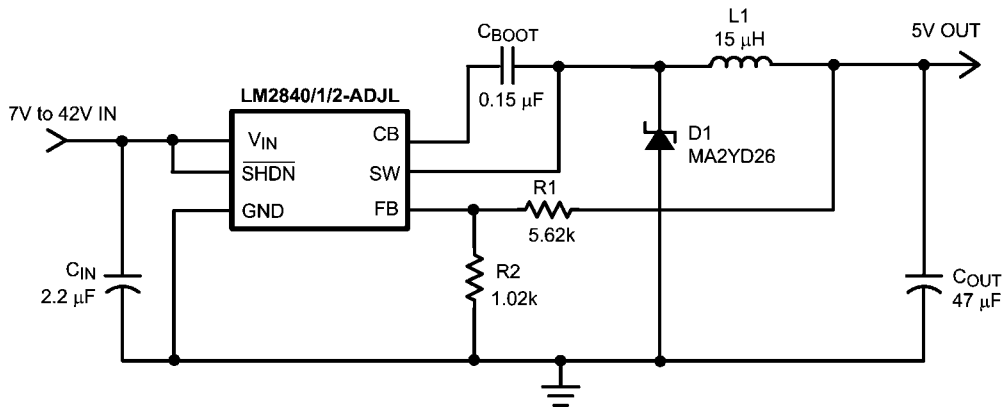 L1
15 µH
5V OUT
CBOOT
0.15 µF
LM2840/1/2-ADJL
7V to 42V IN
VIN
CB
SHDN
SW
GND
FB
D1
MA2YD26
R1
5.62k
R2
1.02k
CIN
2.2 µF
COUT
47 µF